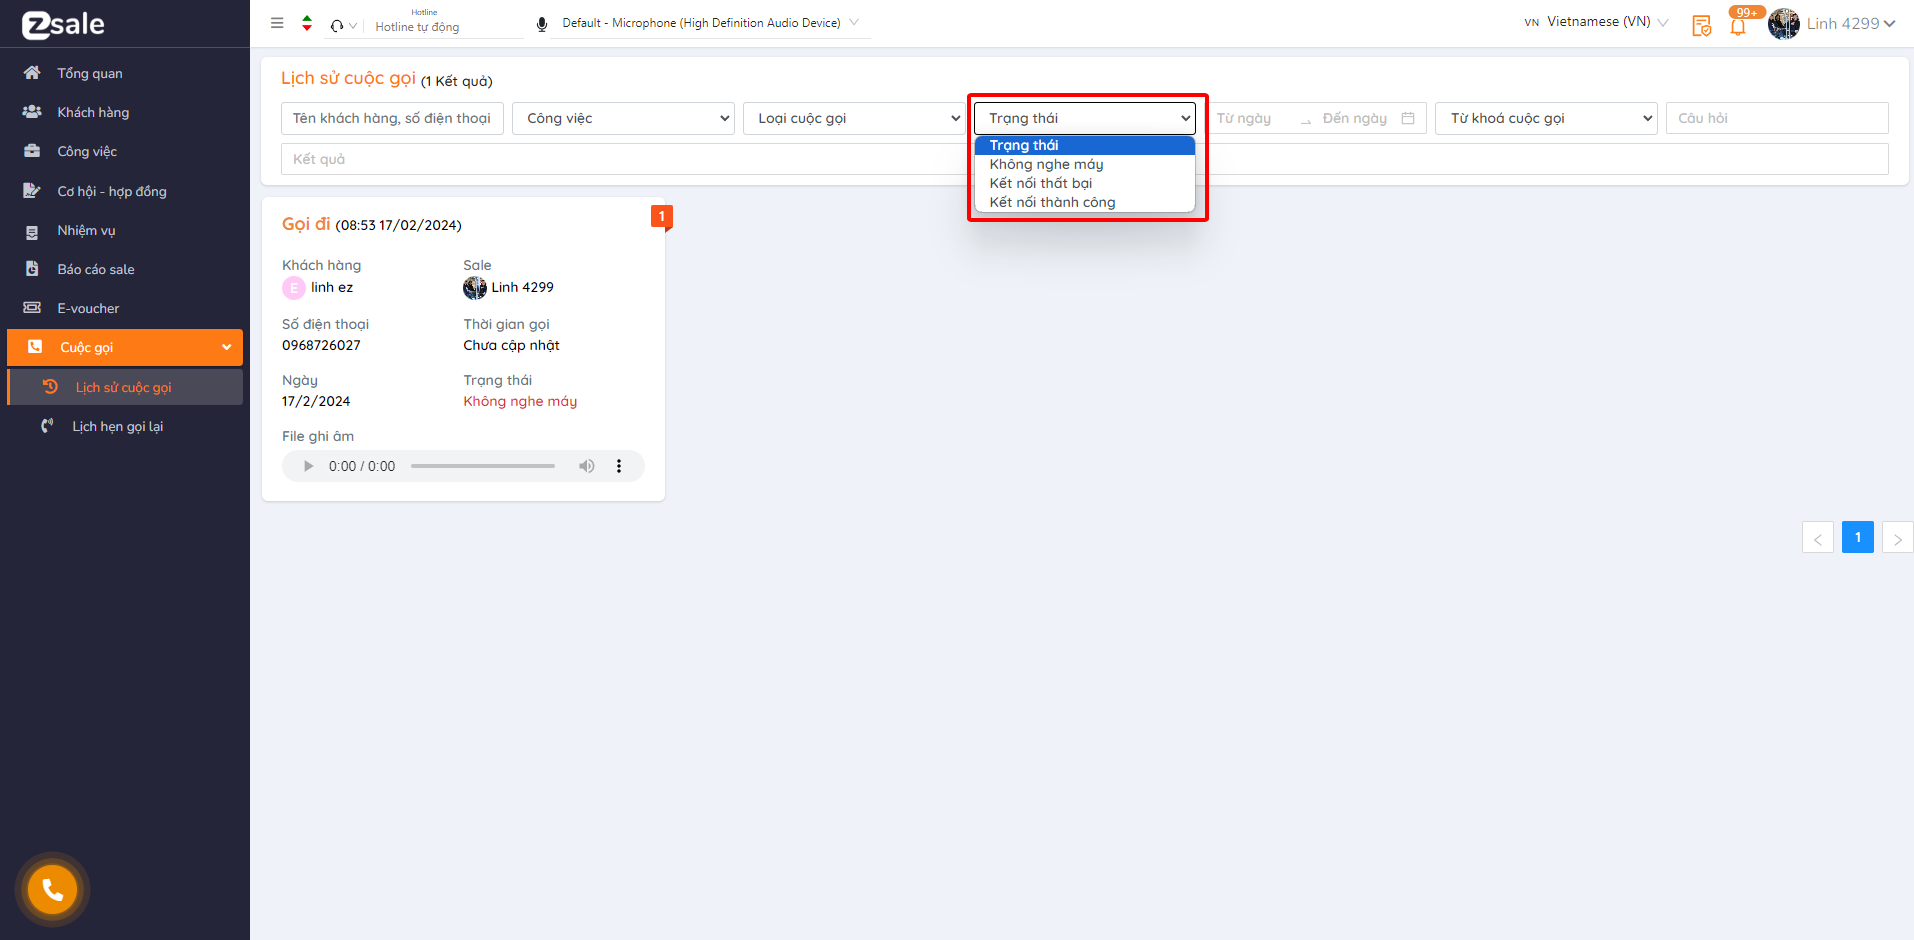 Zsale
Tổng quan
Khách hàng
Công việc
Cơ hội - hợp đồng
Nhiệm vụ
Báo cáo sale
E-voucher
Cuộc gọi
Lịch sử cuộc gọi
Lịch hẹn gọi lại
Hotline
Hotline tự động
Default - Microphone (High Definition Audio Device)
VN Vietnamese (VN)
99+
Linh 4299
Lịch sử cuộc gọi (1 Kết quả)
Tên khách hàng, số điện thoại
Công việc
Loại cuộc gọi
Trạng thái
Từ ngày
Đến ngày
Từ khoá cuộc gọi
Câu hỏi
Kết quả
Trạng thái
Không nghe máy
Kết nối thất bại
Kết nối thành công
Gọi đi (08:53 17/02/2024)
1
Khách hàng
Sale
E linh ez
Linh 4299
Số điện thoại
Thời gian gọi
0968726027
Chưa cập nhật
Ngày
Trạng thái
17/2/2024
Không nghe máy
File ghi âm
0:00 / 0:00
1